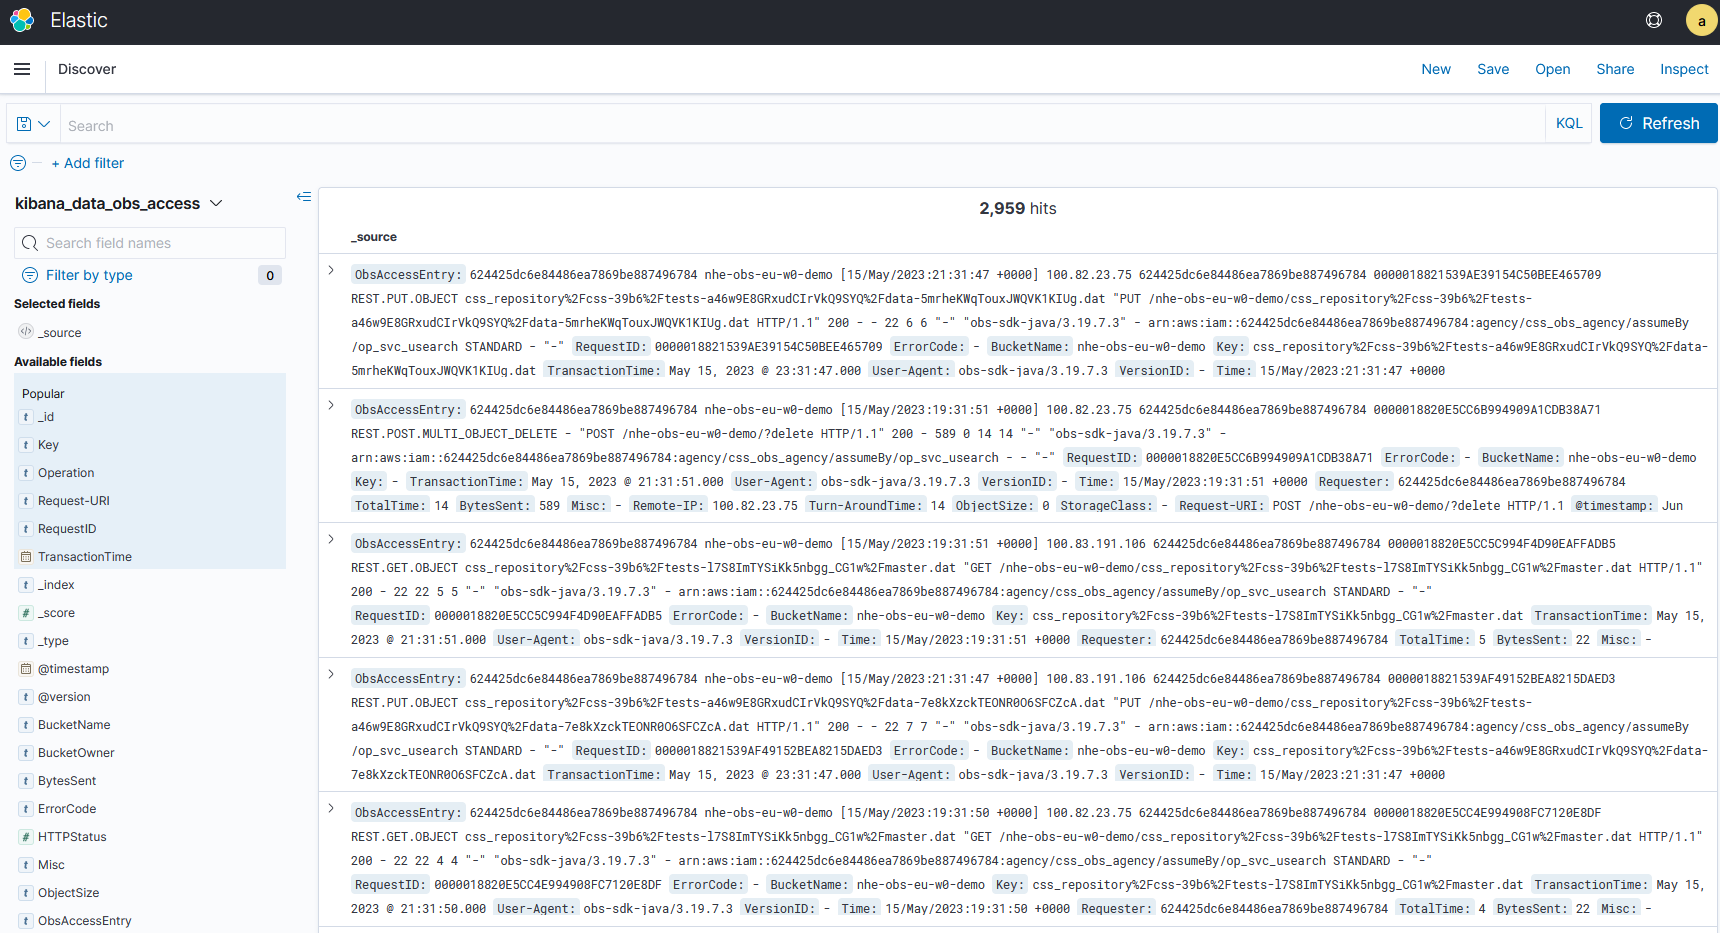 Elastic
a
Discover
New Save Open Share Inspect
Search
KQL
Refresh
+ Add filter
kibana_data_obs_access
Search field names
Filter by type 0
Selected fields
_source
Available fields
Popular
t _id
t Key
t Operation
t Request-URI
t RequestID
TransactionTime
t _index
# _score
t _type
@timestamp
t @version
t BucketName
t BucketOwner
t BytesSent
t ErrorCode
# HTTPStatus
t Misc
t ObjectSize
t ObsAccessEntry
2,959 hits
_source
ObsAccessEntry: 624425dc6e84486ea7869be887496784 nhe-obs-eu-w0-demo [15/May/2023:21:31:47 +0000] 100.82.23.75 624425dc6e84486ea7869be887496784 0000018821539AE39154C50BEE465709
REST.PUT.OBJECT css_repository%2Fcss-39b6%2Ftests-a46w9E8GRxudCIrVkQ9SYQ%2Fdata-5mrheKWqTouxJWQVK1KIUg.dat "PUT /nhe-obs-eu-w0-demo/css_repository%2Fcss-39b6%2Ftests-
a46w9E8GRxudCIrVkQ9SYQ%2Fdata-5mrheKWqTouxJWQVK1KIUg.dat HTTP/1.1" 200 - - 22 6 6 "-" "obs-sdk-java/3.19.7.3" - arn:aws:iam::624425dc6e84486ea7869be887496784:agency/css_obs_agency/assumeBy
/op_svc_usearch STANDARD - "-" RequestID: 0000018821539AE39154C50BEE465709 ErrorCode: - BucketName: nhe-obs-eu-w0-demo Key: css_repository%2Fcss-39b6%2Ftests-a46w9E8GRxudCIrVkQ9SYQ%2Fdata-
5mrheKWqTouxJWQVK1KIUg.dat TransactionTime: May 15, 2023 @ 23:31:47.000 User-Agent: obs-sdk-java/3.19.7.3 VersionID: - Time: 15/May/2023:21:31:47 +0000
ObsAccessEntry: 624425dc6e84486ea7869be887496784 nhe-obs-eu-w0-demo [15/May/2023:19:31:51 +0000] 100.82.23.75 624425dc6e84486ea7869be887496784 0000018820E5CC6B994909A1CDB38A71
REST.POST.MULTI_OBJECT_DELETE - "POST /nhe-obs-eu-w0-demo/?delete HTTP/1.1" 200 - 589 0 14 14 "-" "obs-sdk-java/3.19.7.3" -
arn:aws:iam::624425dc6e84486ea7869be887496784:agency/css_obs_agency/assumeBy/op_svc_usearch - - "-" RequestID: 0000018820E5CC6B994909A1CDB38A71 ErrorCode: - BucketName: nhe-obs-eu-w0-demo
Key: - TransactionTime: May 15, 2023 @ 21:31:51.000 User-Agent: obs-sdk-java/3.19.7.3 VersionID: - Time: 15/May/2023:19:31:51 +0000 Requester: 624425dc6e84486ea7869be887496784
TotalTime: 14 BytesSent: 589 Misc: - Remote-IP: 100.82.23.75 Turn-AroundTime: 14 ObjectSize: 0 StorageClass: - Request-URI: POST /nhe-obs-eu-w0-demo/?delete HTTP/1.1 @timestamp: Jun
ObsAccessEntry: 624425dc6e84486ea7869be887496784 nhe-obs-eu-w0-demo [15/May/2023:19:31:51 +0000] 100.83.191.106 624425dc6e84486ea7869be887496784 0000018820E5CC5C994F4D90EAFFADB5
REST.GET.OBJECT css_repository%2Fcss-39b6%2Ftests-l7S8ImTYSiKk5nbgg_CG1w%2Fmaster.dat "GET /nhe-obs-eu-w0-demo/css_repository%2Fcss-39b6%2Ftests-l7S8ImTYSiKk5nbgg_CG1w%2Fmaster.dat HTTP/1.1"
200 - 22 22 5 5 "-" "obs-sdk-java/3.19.7.3" - arn:aws:iam::624425dc6e84486ea7869be887496784:agency/css_obs_agency/assumeBy/op_svc_usearch STANDARD - "-"
RequestID: 0000018820E5CC5C994F4D90EAFFADB5 ErrorCode: - BucketName: nhe-obs-eu-w0-demo Key: css_repository%2Fcss-39b6%2Ftests-l7S8ImTYSiKk5nbgg_CG1w%2Fmaster.dat TransactionTime: May 15,
2023 @ 21:31:51.000 User-Agent: obs-sdk-java/3.19.7.3 VersionID: - Time: 15/May/2023:19:31:51 +0000 Requester: 624425dc6e84486ea7869be887496784 TotalTime: 5 BytesSent: 22 Misc: -
ObsAccessEntry: 624425dc6e84486ea7869be887496784 nhe-obs-eu-w0-demo [15/May/2023:21:31:47 +0000] 100.83.191.106 624425dc6e84486ea7869be887496784 0000018821539AF49152BEA8215DAED3
REST.PUT.OBJECT css_repository%2Fcss-39b6%2Ftests-a46w9E8GRxudCIrVkQ9SYQ%2Fdata-7e8kXzckTEONR0O6SFCZcA.dat "PUT /nhe-obs-eu-w0-demo/css_repository%2Fcss-39b6%2Ftests-
a46w9E8GRxudCIrVkQ9SYQ%2Fdata-7e8kXzckTEONR0O6SFCZcA.dat HTTP/1.1" 200 - - 22 7 7 "-" "obs-sdk-java/3.19.7.3" - arn:aws:iam::624425dc6e84486ea7869be887496784:agency/css_obs_agency/assumeBy
/op_svc_usearch STANDARD - "-" RequestID: 0000018821539AF49152BEA8215DAED3 ErrorCode: - BucketName: nhe-obs-eu-w0-demo Key: css_repository%2Fcss-39b6%2Ftests-a46w9E8GRxudCIrVkQ9SYQ%2Fdata-
7e8kXzckTEONR0O6SFCZcA.dat TransactionTime: May 15, 2023 @ 23:31:47.000 User-Agent: obs-sdk-java/3.19.7.3 VersionID: - Time: 15/May/2023:21:31:47 +0000
ObsAccessEntry: 624425dc6e84486ea7869be887496784 nhe-obs-eu-w0-demo [15/May/2023:19:31:50 +0000] 100.82.23.75 624425dc6e84486ea7869be887496784 0000018820E5CC4E994908FC7120E8DF
REST.GET.OBJECT css_repository%2Fcss-39b6%2Ftests-l7S8ImTYSiKk5nbgg_CG1w%2Fmaster.dat "GET /nhe-obs-eu-w0-demo/css_repository%2Fcss-39b6%2Ftests-l7S8ImTYSiKk5nbgg_CG1w%2Fmaster.dat HTTP/1.1"
200 - 22 22 4 4 "-" "obs-sdk-java/3.19.7.3" - arn:aws:iam::624425dc6e84486ea7869be887496784:agency/css_obs_agency/assumeBy/op_svc_usearch STANDARD - "-"
RequestID: 0000018820E5CC4E994908FC7120E8DF ErrorCode: - BucketName: nhe-obs-eu-w0-demo Key: css_repository%2Fcss-39b6%2Ftests-l7S8ImTYSiKk5nbgg_CG1w%2Fmaster.dat TransactionTime: May 15,
2023 @ 21:31:50.000 User-Agent: obs-sdk-java/3.19.7.3 VersionID: - Time: 15/May/2023:19:31:50 +0000 Requester: 624425dc6e84486ea7869be887496784 TotalTime: 4 BytesSent: 22 Misc: -